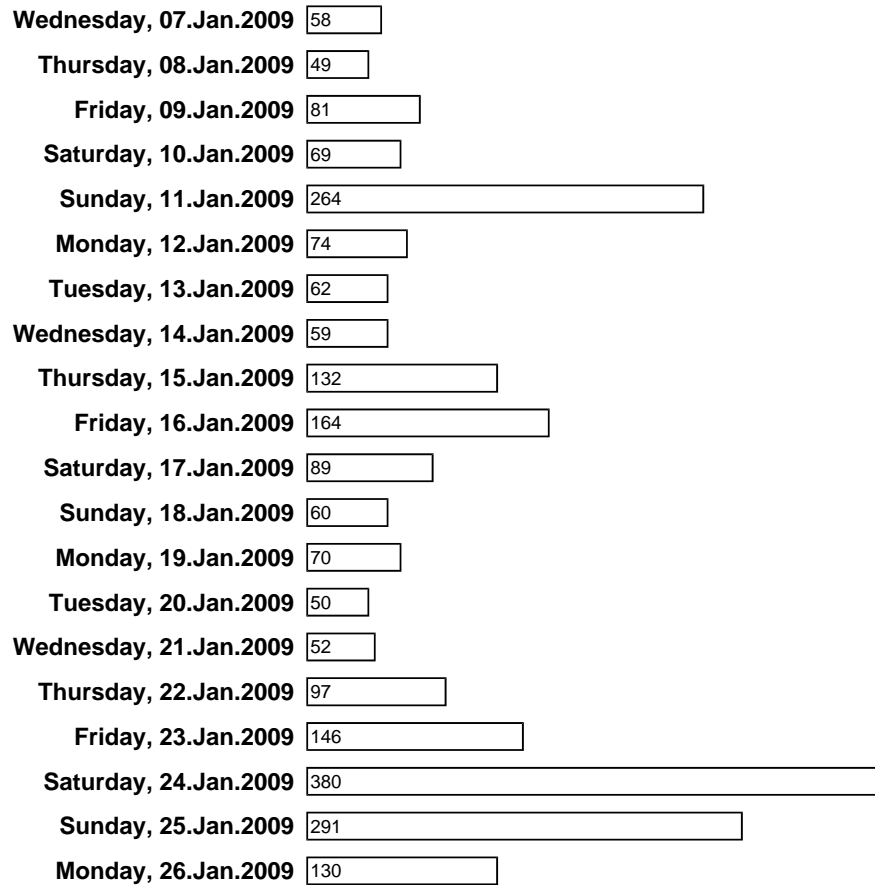 Wednesday, 07.Jan.2009 58
Thursday, 08.Jan.2009 49
Friday, 09.Jan.2009 81
Saturday, 10.Jan.2009 69
Sunday, 11.Jan.2009 264
Monday, 12.Jan.2009 74
Tuesday, 13.Jan.2009 62
Wednesday, 14.Jan.2009 59
Thursday, 15.Jan.2009 132
Friday, 16.Jan.2009 164
Saturday, 17.Jan.2009 89
Sunday, 18.Jan.2009 60
Monday, 19.Jan.2009 70
Tuesday, 20.Jan.2009 50
Wednesday, 21.Jan.2009 52
Thursday, 22.Jan.2009 97
Friday, 23.Jan.2009 146
Saturday, 24.Jan.2009 380
Sunday, 25.Jan.2009 291
Monday, 26.Jan.2009 130